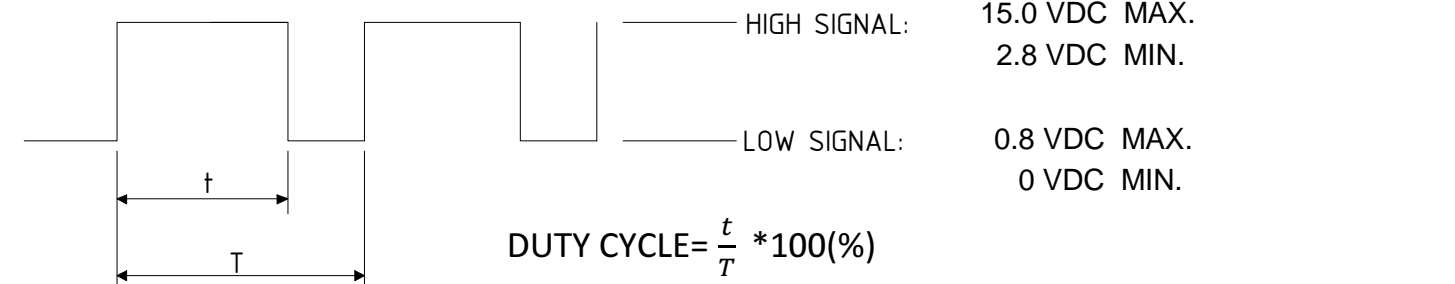 HIGH SIGNAL: 15.0 VDC MAX.
2.8 VDC MIN.
LOW SIGNAL: 0.8 VDC MAX.
0 VDC MIN.
t
T
DUTY CYCLE= t/T *100(%)